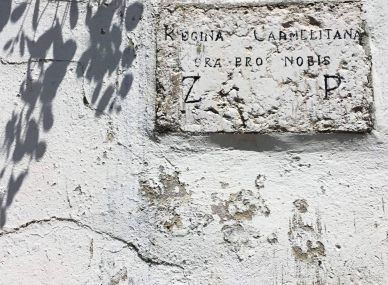 REGINA CARMELITANA
ORA PRO NOBIS
Z P